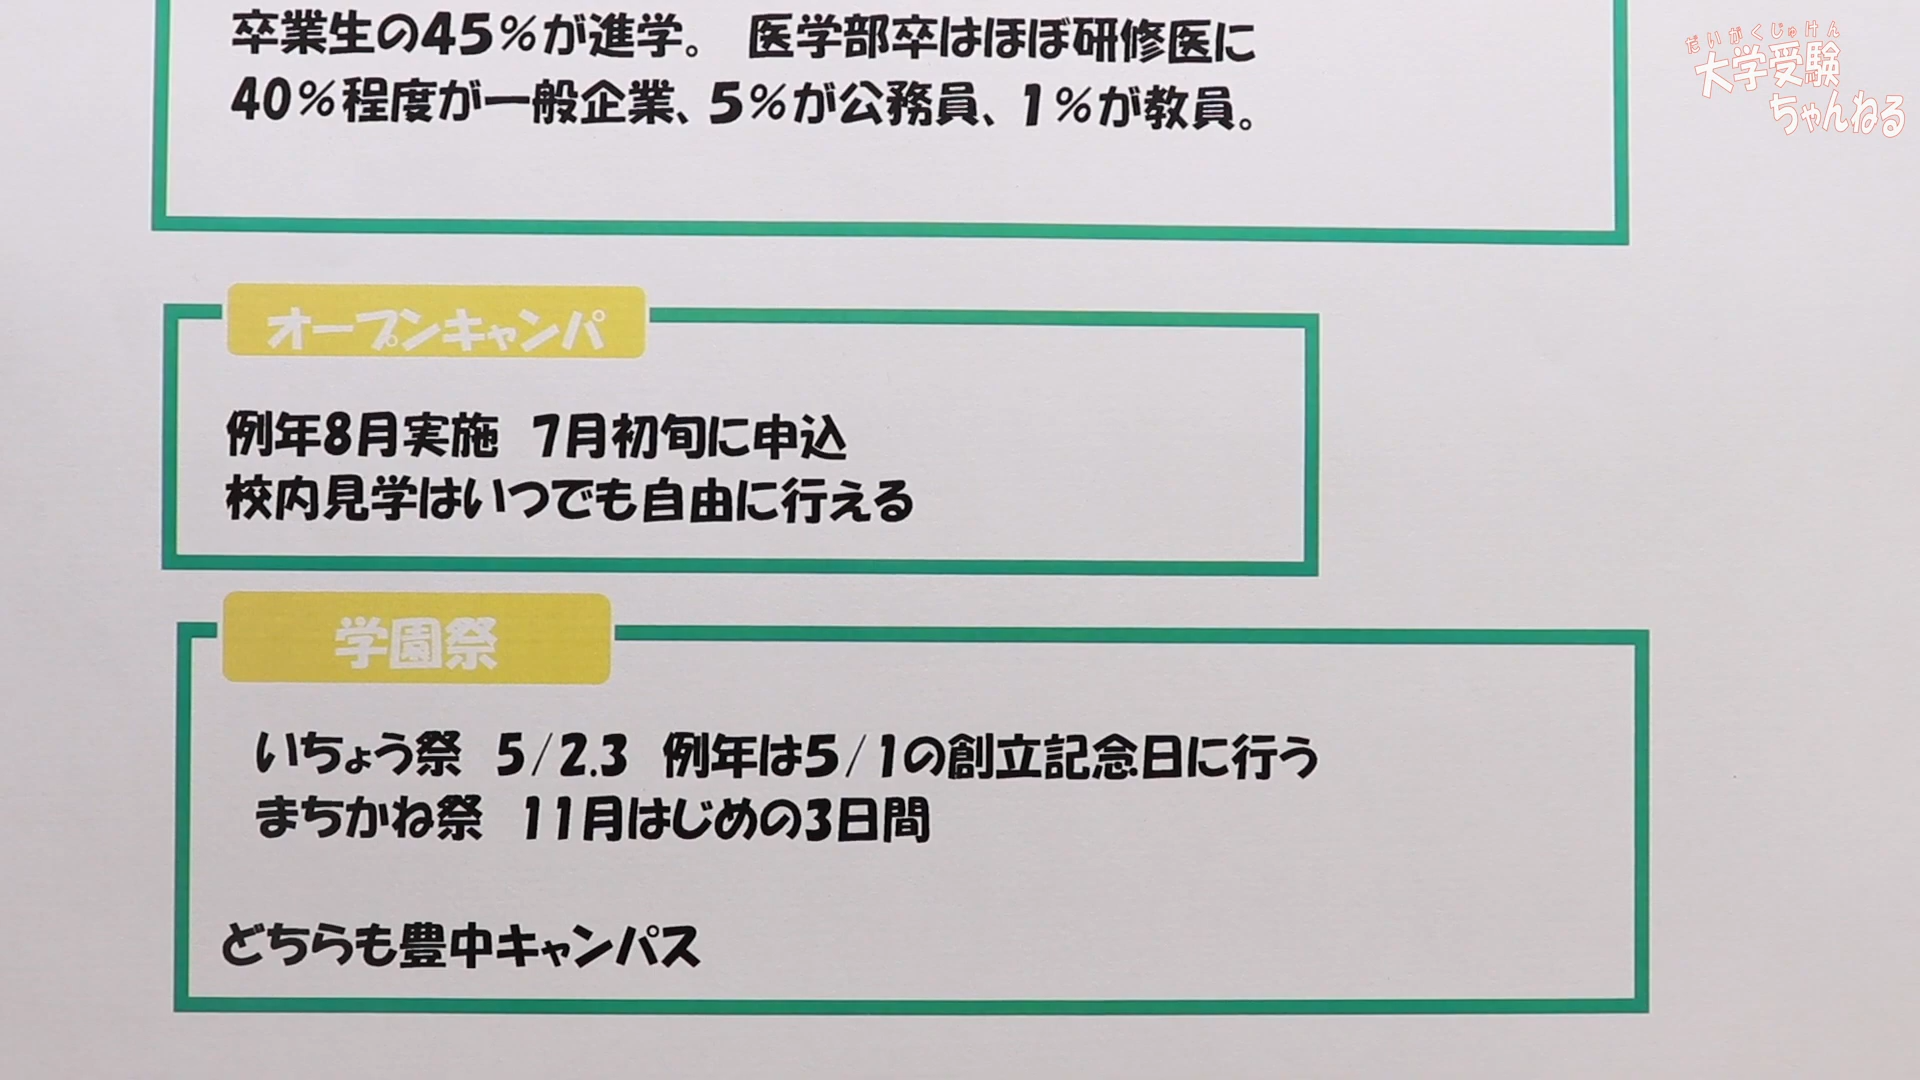 だいがくじゅけん
大学受験
ちゃんねる
卒業生の45%が進学。 医学部卒はほぼ研修医に
40%程度が一般企業、5%が公務員、1%が教員。
オープンキャンパ
例年8月実施 7月初旬に申込
校内見学はいつでも自由に行える
学園祭
いちょう祭 5/2.3 例年は5/1の創立記念日に行う
まちかね祭 11月はじめの3日間
どちらも豊中キャンパス